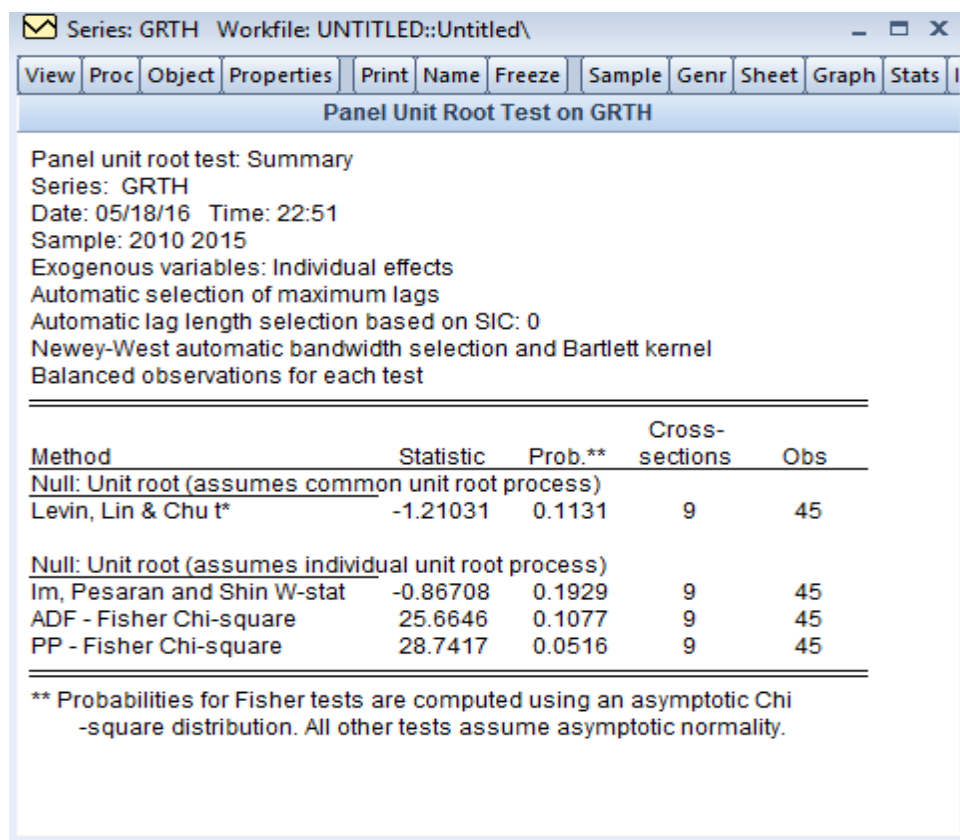 Series: GRTH Workfile: UNTITLED::Untitled\
View Proc Object Properties Print Name Freeze Sample Genr Sheet Graph Stats
Panel Unit Root Test on GRTH
Panel unit root test: Summary
Series: GRTH
Date: 05/18/16 Time: 22:51
Sample: 2010 2015
Exogenous variables: Individual effects
Automatic selection of maximum lags
Automatic lag length selection based on SIC: 0
Newey-West automatic bandwidth selection and Bartlett kernel
Balanced observations for each test
Cross-
Method Statistic Prob.** sections Obs
Null: Unit root (assumes common unit root process)
Levin, Lin & Chu t* -1.21031 0.1131 9 45
Null: Unit root (assumes individual unit root process)
Im, Pesaran and Shin W-stat -0.86708 0.1929 9 45
ADF - Fisher Chi-square 25.6646 0.1077 9 45
PP - Fisher Chi-square 28.7417 0.0516 9 45
** Probabilities for Fisher tests are computed using an asymptotic Chi
-square distribution. All other tests assume asymptotic normality.